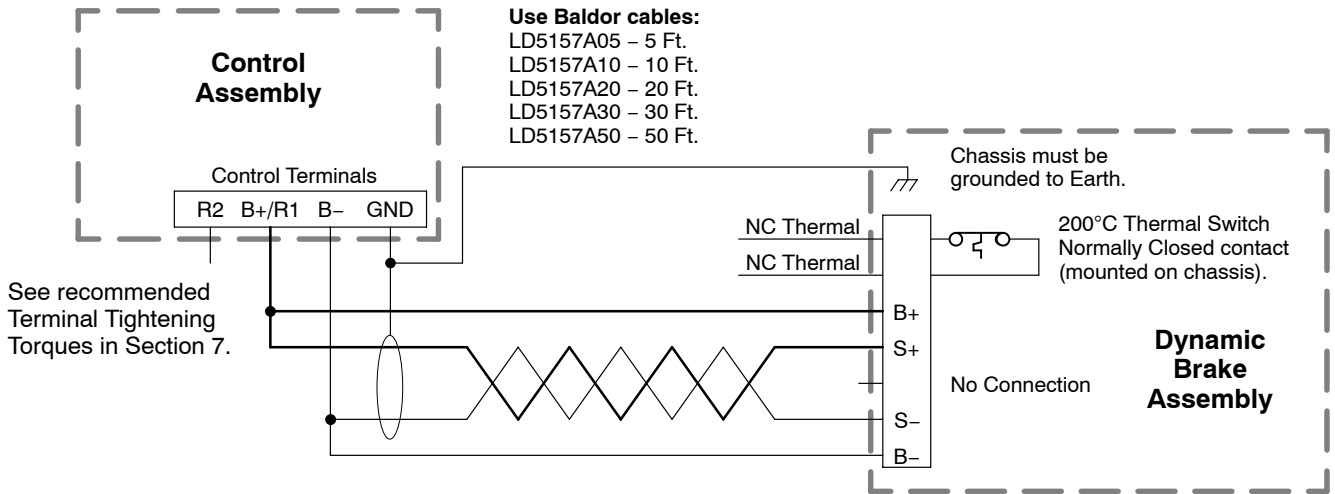 Control
Assembly
Control Terminals
R2 B+/R1 B− GND
See recommended
Terminal Tightening
Torques in Section 7.
Use Baldor cables:
LD5157A05 − 5 Ft.
LD5157A10 − 10 Ft.
LD5157A20 − 20 Ft.
LD5157A30 − 30 Ft.
LD5157A50 − 50 Ft.
Chassis must be
grounded to Earth.
NC Thermal
NC Thermal
200°C Thermal Switch
Normally Closed contact
(mounted on chassis).
B+
S+
No Connection
S−
B−
Dynamic
Brake
Assembly